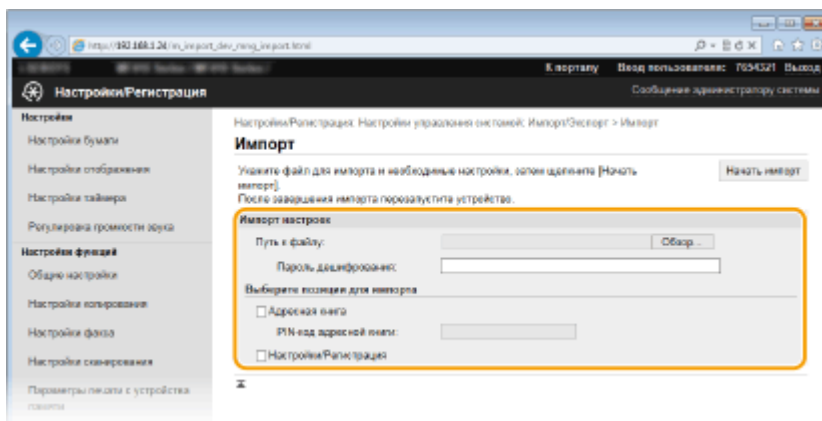 http://192.168.1.24/m_import_dev_mng_import.html
К порталу Вход пользователя: 7654321 Выход
Настройки/Регистрация
Сообщение администратору системы
Настройки
Настройки бумаги
Настройки отображения
Настройки таймера
Регулировка громкости звука
Настройки функций
Общие настройки
Настройки копирования
Настройки факса
Настройки сканирования
Параметры печати с устройства
памяти
Настройки/Регистрация: Настройки управления системой: Импорт/Экспорт > Импорт
Импорт
Укажите файл для импорта и необходимые настройки, затем щелкните [Начать
импорт].
Начать импорт
После завершения импорта перезапустите устройство.
Импорт настроек
Путь к файлу:
Обзор...
Пароль дешифрования:
Выберите позиции для импорта
Адресная книга
PIN-код адресной книги:
Настройки/Регистрация